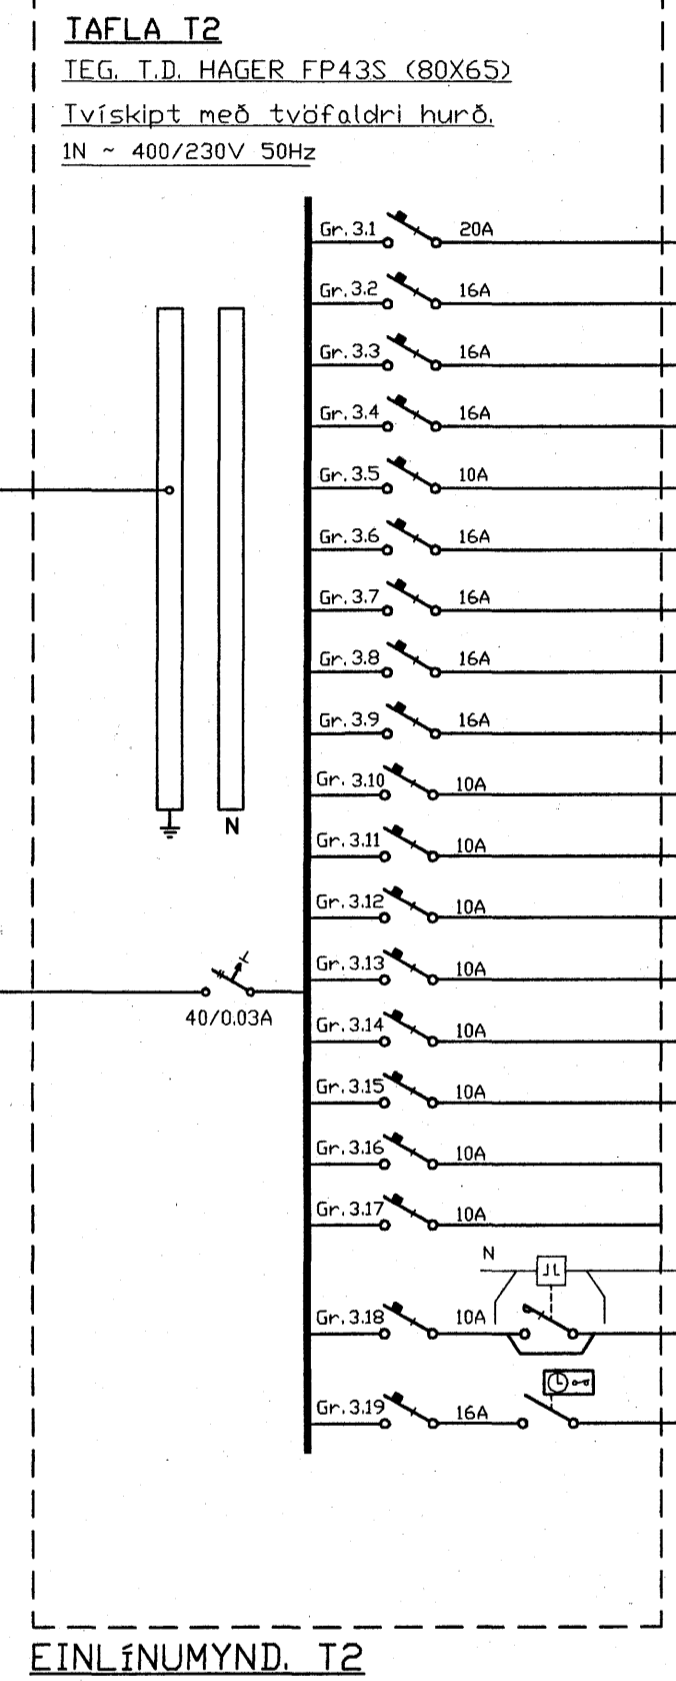 TAFLA T2
TEG. T.D. HAGER FP43S (80X65)
Tvískipt með tvöfaldri hurð.
1N ~ 400/230V 50Hz
Gr. 3.1 20A
Gr. 3.2 16A
Gr. 3.3 16A
Gr. 3.4 16A
Gr. 3.5 10A
Gr. 3.6 16A
Gr. 3.7 16A
Gr. 3.8 16A
Gr. 3.9 16A
Gr. 3.10 10A
N
Gr. 3.11 10A
Gr. 3.12 10A
Gr. 3.13 10A
40/0.03A
Gr. 3.14 10A
Gr. 3.15 10A
Gr. 3.16 10A
Gr. 3.17 10A
N
Gr. 3.18 10A
Gr. 3.19 16A
EINLÍNUMYND. T2